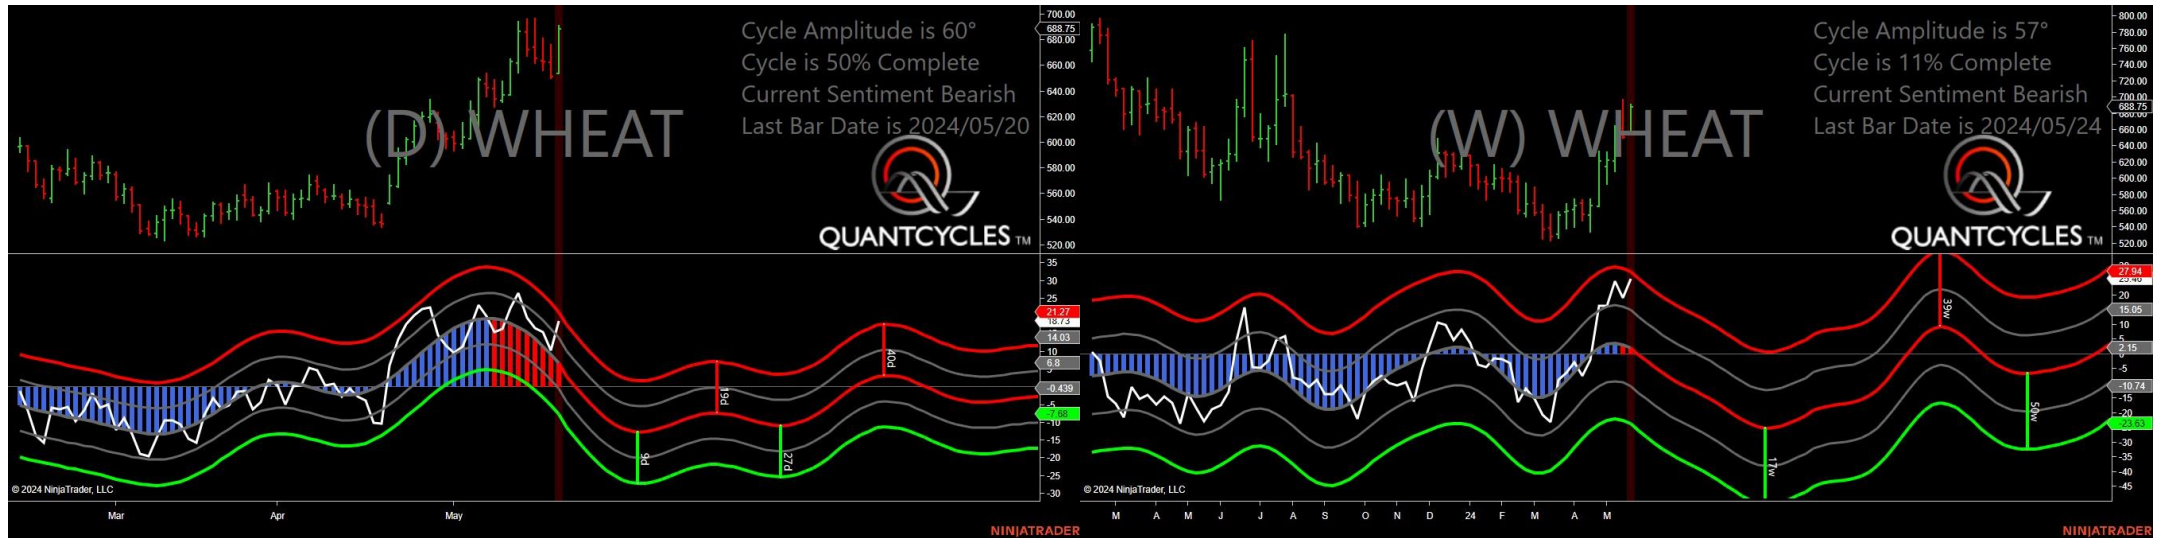 Cycle Amplitude is 60°
Cycle is 50% Complete
Current Sentiment Bearish
Last Bar Date is 2024/05/20
(D) WHEAT
QUANTCYCLES TM
700.00
688.75
680.00
660.00
640.00
620.00
600.00
580.00
560.00
540.00
520.00
35
30
25
21.27
18.73
14.03
10
6.8
5
-0.439
-5
-7.68
-10
-15
-20
-25
-30
9d
19d
27d
40d
© 2024 NinjaTrader, LLC
Mar Apr May
NINJATRADER
Cycle Amplitude is 57°
Cycle is 11% Complete
Current Sentiment Bearish
Last Bar Date is 2024/05/24
(W) WHEAT
QUANTCYCLES TM
800.00
780.00
760.00
740.00
720.00
700.00
688.75
680.00
660.00
640.00
620.00
600.00
580.00
560.00
540.00
520.00
27.94
20
15.05
10
5
2.15
-5
-10.74
-15
-20
-23.63
-30
-35
-40
-45
17w
39w
50w
© 2024 NinjaTrader, LLC
M A M J J A S O N D 24 F M A M
NINJATRADER